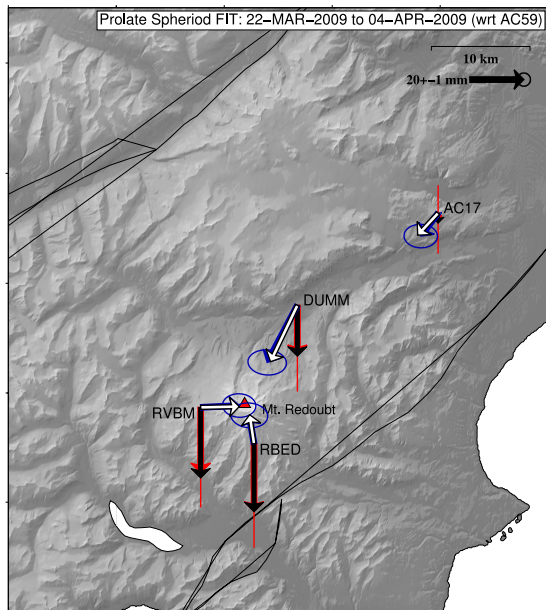 Prolate Spheriod FIT: 22-MAR-2009 to 04-APR-2009 (wrt AC59)
10 km
20+-1 mm
AC17
DUMM
RVBM
Mt. Redoubt
RBED